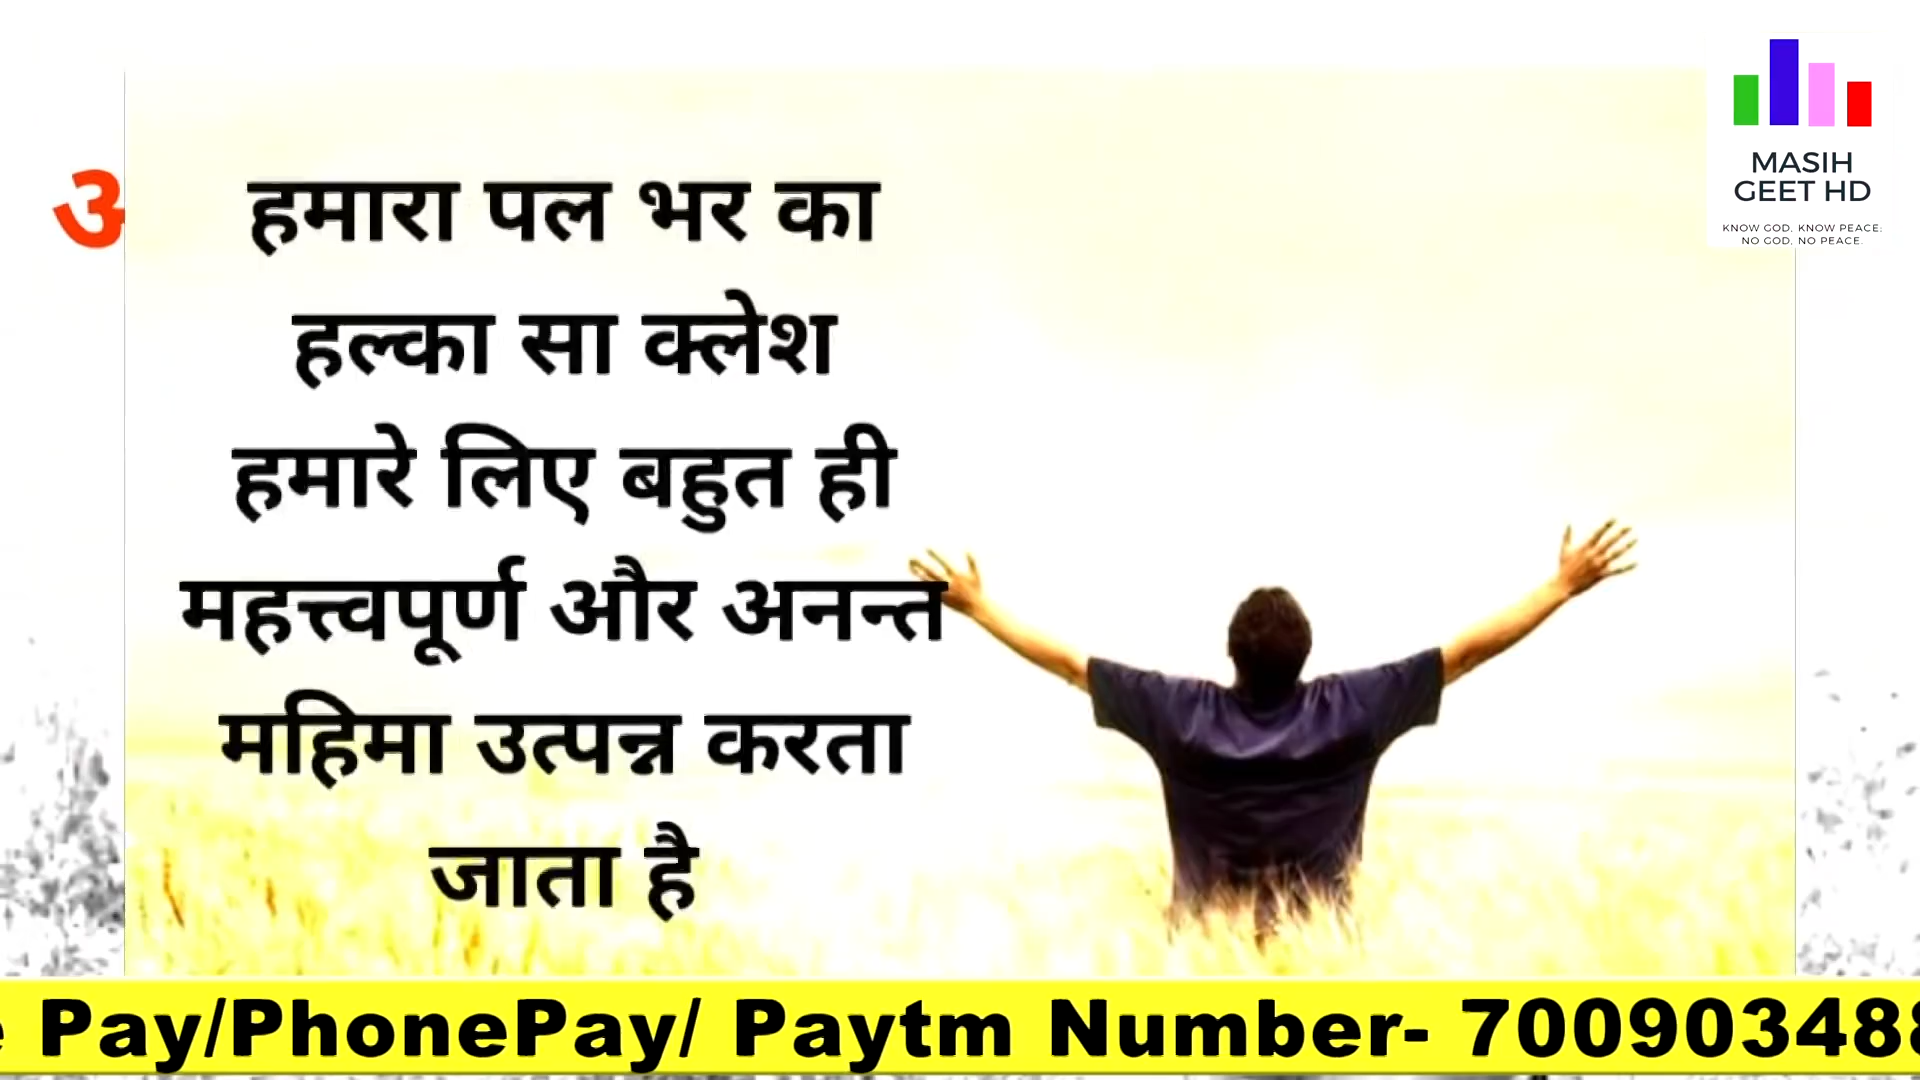 MASIH
GEET HD
KNOW GOD, KNOW PEACE;
NO GOD, NO PEACE.
हमारा पल भर का
हल्का सा क्लेश
हमारे लिए बहुत ही
महत्त्वपूर्ण और अनन्त
महिमा उत्पन्न करता
जाता है
Pay/PhonePay/ Paytm Number- 70090348